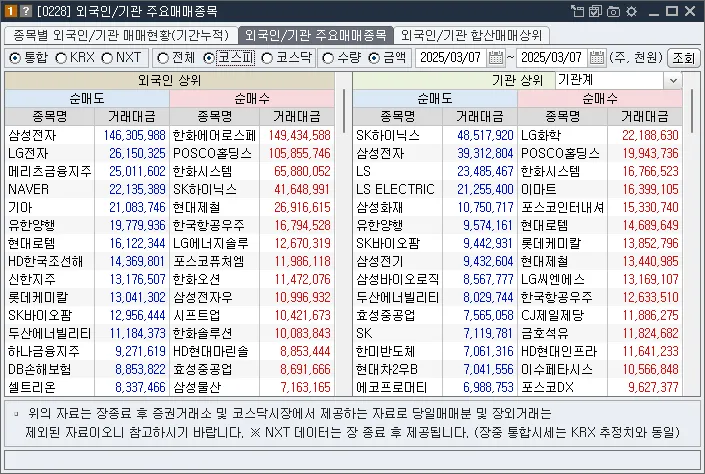 1 ? [0228] 외국인/기관 주요매매종목
종목별 외국인/기관 매매현황(기간누적) 외국인/기관 주요매매종목 외국인/기관 합산매매상위
통합 KRX NXT 전체 코스피 코스닥 수량 금액 2025/03/07 ~ 2025/03/07 (주, 천원) 조회
외국인 상위 기관 상위 기관계
순매도 순매수 순매도 순매수
종목명 거래대금 종목명 거래대금 종목명 거래대금 종목명 거래대금
삼성전자 146,305,988 한화에어로스페 149,434,588 SK하이닉스 48,517,920 LG화학 22,188,630
LG전자 26,150,325 POSCO홀딩스 105,855,746 삼성전자 39,312,804 POSCO홀딩스 19,943,736
메리츠금융지주 25,011,602 한화시스템 65,880,052 LS 23,485,467 한화시스템 16,766,523
NAVER 22,135,389 SK하이닉스 41,648,991 LS ELECTRIC 21,255,400 이마트 16,399,105
기아 21,083,746 현대제철 26,916,615 삼성화재 10,750,717 포스코인터내셔 15,330,740
유한양행 19,779,936 한국항공우주 16,794,528 유한양행 9,574,161 현대로템 14,689,649
현대로템 16,122,344 LG에너지솔루 12,670,319 SK바이오팜 9,442,931 롯데케미칼 13,852,796
HD한국조선해 14,369,801 포스코퓨처엠 11,986,118 삼성전기 9,432,604 현대제철 13,440,985
신한지주 13,176,507 한화오션 11,472,076 삼성바이오로직 8,567,777 LG씨엔에스 13,169,107
롯데케미칼 13,041,302 삼성전자우 10,996,932 두산에너빌리티 8,029,744 한국항공우주 12,633,510
SK바이오팜 12,956,444 시프트업 10,421,673 효성중공업 7,565,058 CJ제일제당 11,886,275
두산에너빌리티 11,184,373 한화솔루션 10,083,843 SK 7,119,781 금호석유 11,824,682
하나금융지주 9,271,619 HD현대마린솔 8,853,444 한미반도체 7,061,316 HD현대인프라 11,641,233
DB손해보험 8,853,822 효성중공업 8,691,666 현대차2우B 7,041,556 이수페타시스 10,566,848
셀트리온 8,337,466 삼성물산 7,163,165 에코프로머티 6,988,753 포스코DX 9,627,377
위의 자료는 장종료 후 증권거래소 및 코스닥시장에서 제공하는 자료로 당일매매분 및 장외거래는
제외된 자료이오니 참고하시기 바랍니다. ※ NXT 데이터는 장 종료 후 제공됩니다. (장중 통합시세는 KRX 추정치와 동일)